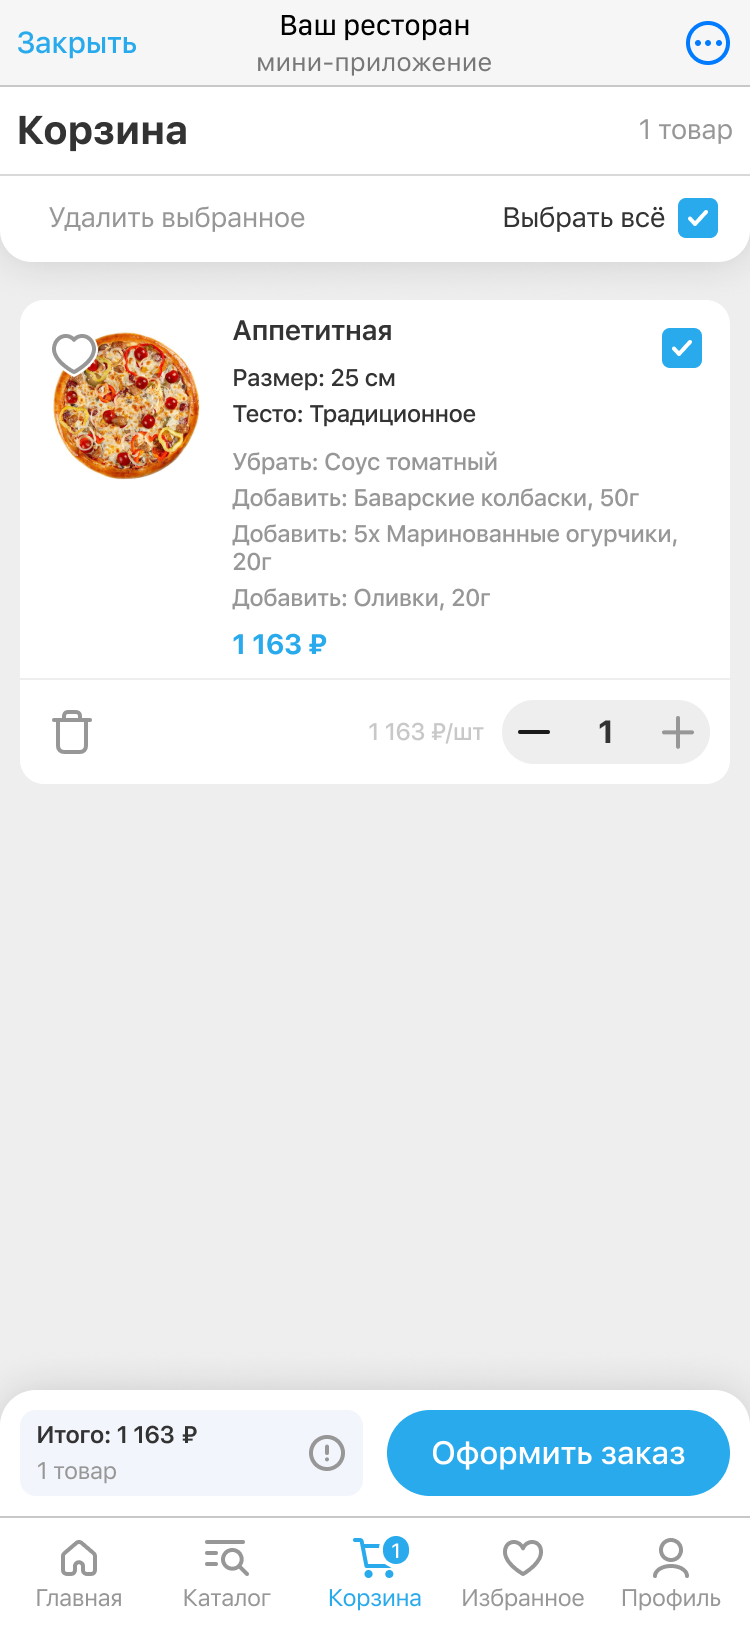 Закрыть
Ваш ресторан
мини-приложение
Корзина
1 товар
Удалить выбранное
Выбрать всё
Аппетитная
Размер: 25 см
Тесто: Традиционное
Убрать: Соус томатный
Добавить: Баварские колбаски, 50г
Добавить: 5x Маринованные огурчики,
20г
Добавить: Оливки, 20г
1 163 ₽
1 163 ₽/шт
1
Итого: 1 163 ₽
1 товар
Оформить заказ
1
Главная
Каталог
Корзина
Избранное
Профиль